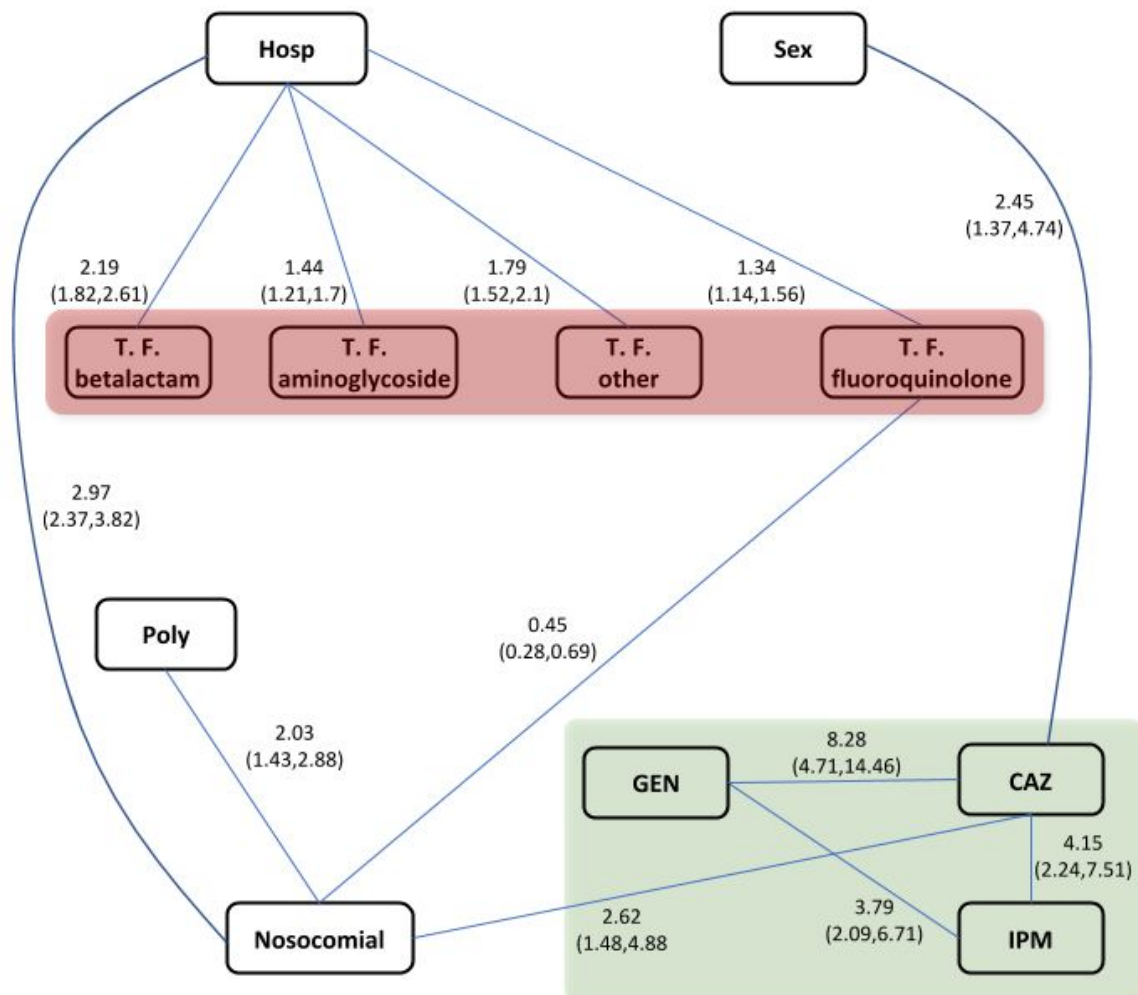 Hosp
Sex
2.45
(1.37,4.74)
2.19
(1.82,2.61)
1.44
(1.21,1.7)
1.79
(1.52,2.1)
1.34
(1.14,1.56)
T. F.
betalactam
T. F.
aminoglycoside
T. F.
other
T. F.
fluoroquinolone
2.97
(2.37,3.82)
Poly
0.45
(0.28,0.69)
2.03
(1.43,2.88)
8.28
(4.71,14.46)
GEN
CAZ
4.15
(2.24,7.51)
Nosocomial
2.62
(1.48,4.88
3.79
(2.09,6.71)
IPM